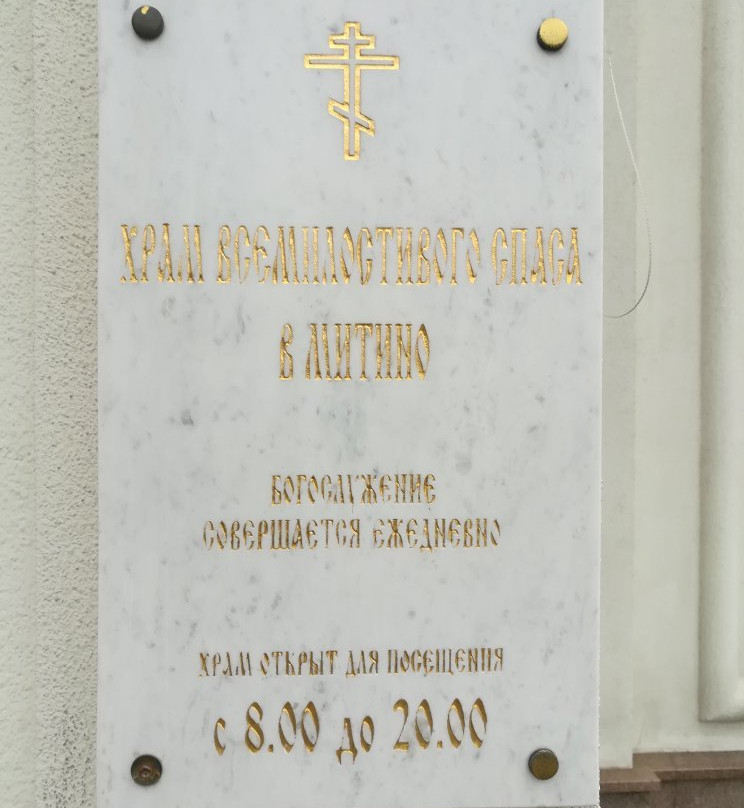 ХРАМ ВСЕМИЛОСТИВОГО СПАСА
В МИТИНО
БОГОСЛУЖЕНИЕ
СОВЕРШАЕТСЯ ЕЖЕДНЕВНО
ХРАМ ОТКРЫТ ДЛЯ ПОСЕЩЕНИЯ
с 8.00 до 20.00